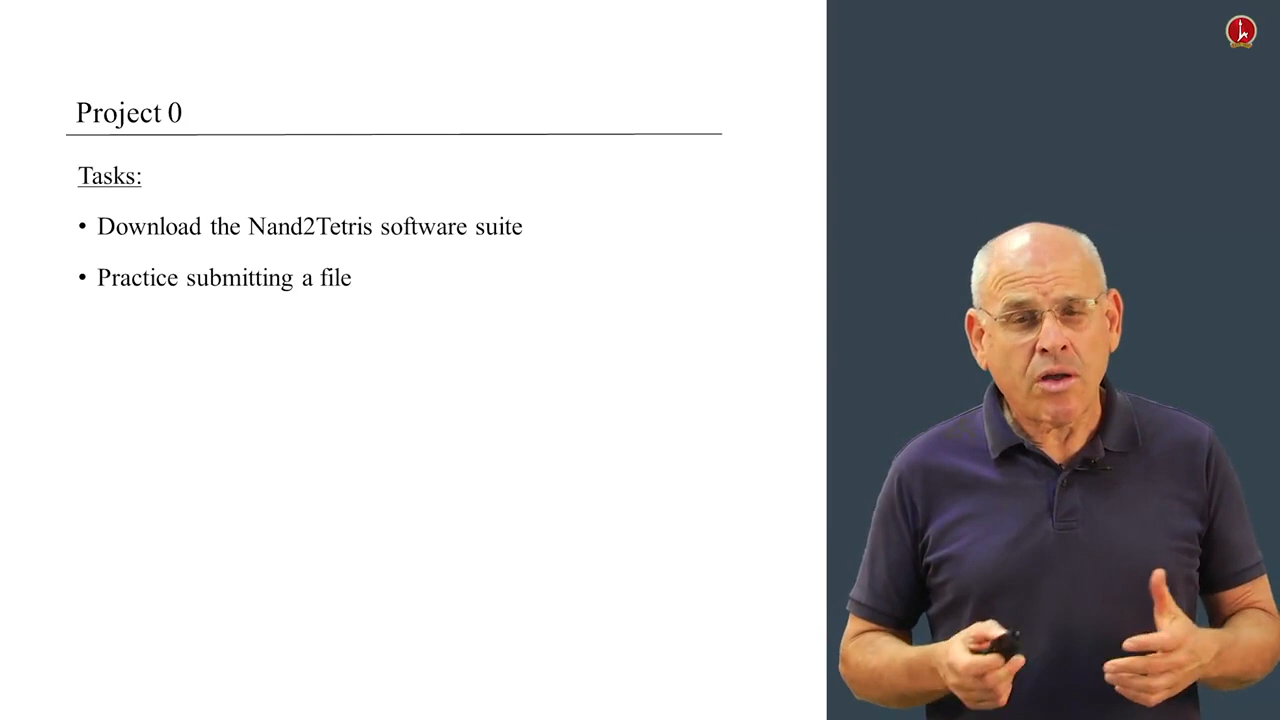 Project 0
Tasks:
• Download the Nand2Tetris software suite
• Practice submitting a file